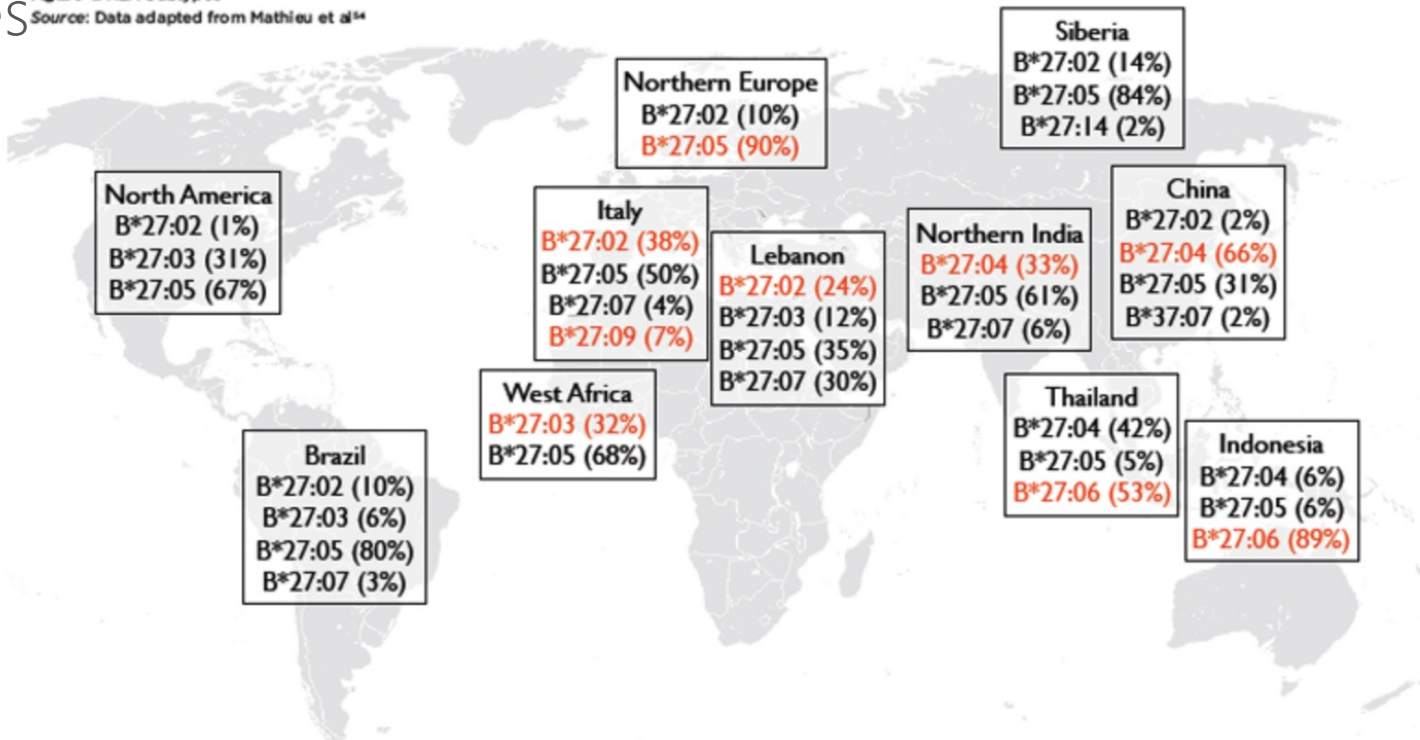 es
Source: Data adapted from Mathieu et al⁵⁴
Siberia
B*27:02 (14%)
B*27:05 (84%)
B*27:14 (2%)
Northern Europe
B*27:02 (10%)
B*27:05 (90%)
North America
B*27:02 (1%)
B*27:03 (31%)
B*27:05 (67%)
Italy
B*27:02 (38%)
B*27:05 (50%)
B*27:07 (4%)
B*27:09 (7%)
Lebanon
B*27:02 (24%)
B*27:03 (12%)
B*27:05 (35%)
B*27:07 (30%)
Northern India
B*27:04 (33%)
B*27:05 (61%)
B*27:07 (6%)
China
B*27:02 (2%)
B*27:04 (66%)
B*27:05 (31%)
B*37:07 (2%)
West Africa
B*27:03 (32%)
B*27:05 (68%)
Thailand
B*27:04 (42%)
B*27:05 (5%)
B*27:06 (53%)
Indonesia
B*27:04 (6%)
B*27:05 (6%)
B*27:06 (89%)
Brazil
B*27:02 (10%)
B*27:03 (6%)
B*27:05 (80%)
B*27:07 (3%)